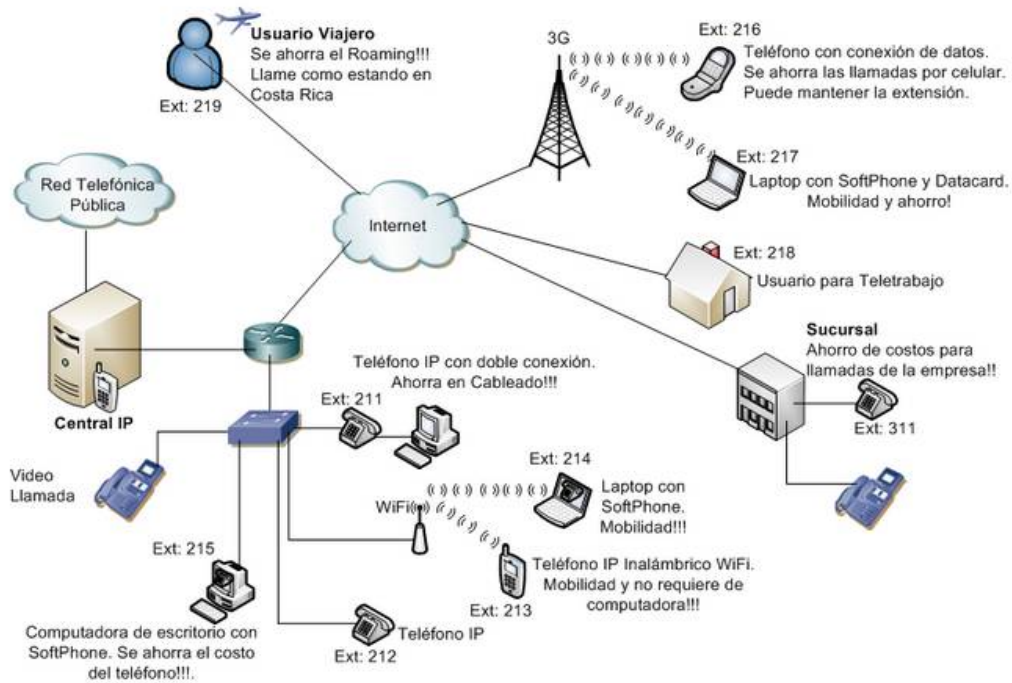 Usuario Viajero
Se ahorra el Roaming!!!
Llame como estando en
Costa Rica
Ext: 219
3G
Ext: 216
Teléfono con conexión de datos.
Se ahorra las llamadas por celular.
Puede mantener la extensión.
Ext: 217
Laptop con SoftPhone y Datacard.
Mobilidad y ahorro!
Red Telefónica
Pública
Internet
Ext: 218
Usuario para Teletrabajo
Sucursal
Ahorro de costos para
llamadas de la empresa!!
Ext: 311
Central IP
Teléfono IP con doble conexión.
Ahorra en Cableado!!!
Ext: 211
Video
Llamada
Ext: 214
Laptop con
SoftPhone.
Mobilidad!!!
WiFi
Teléfono IP Inalámbrico WiFi.
Mobilidad y no requiere de
computadora!!!
Ext: 213
Ext: 215
Computadora de escritorio con
SoftPhone. Se ahorra el costo
del teléfono!!!.
Teléfono IP
Ext: 212